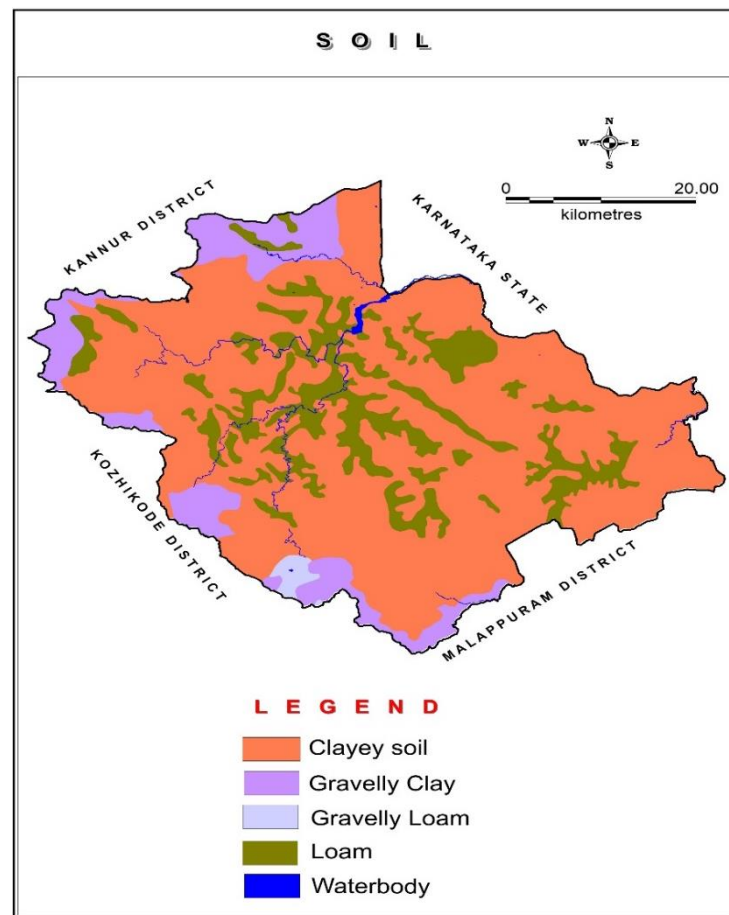 S O I L
N
W E
S
0 20.00
kilometres
KANNUR DISTRICT
KARNATAKA STATE
KOZHIKODE DISTRICT
MALAPPURAM DISTRICT
L E G E N D
Clayey soil
Gravelly Clay
Gravelly Loam
Loam
Waterbody